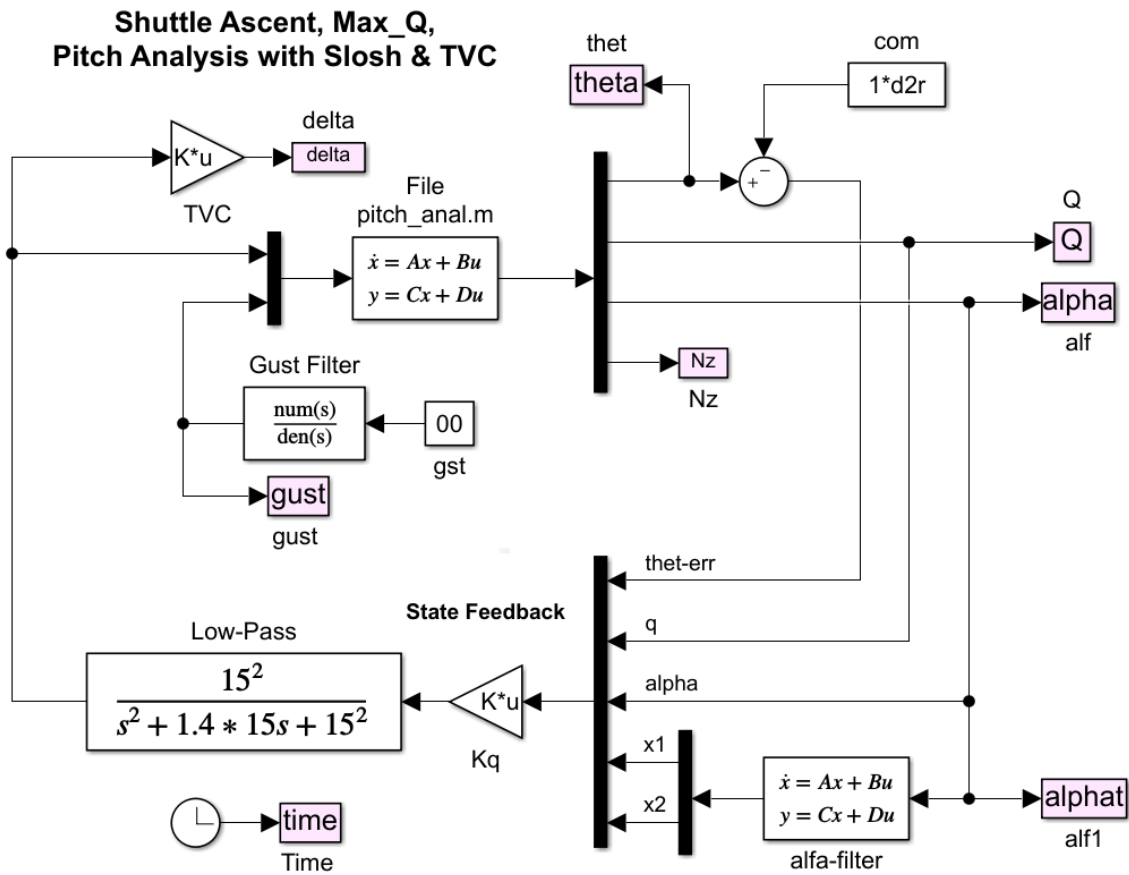 Shuttle Ascent, Max_Q,
Pitch Analysis with Slosh & TVC
thet
theta
com
1*d2r
+
−
K*u
TVC
delta
delta
File
pitch_anal.m
ẋ = Ax + Bu
y = Cx + Du
Q
Q
alpha
alf
Nz
Nz
Gust Filter
num(s)
den(s)
00
gst
gust
gust
thet-err
State Feedback
q
Low-Pass
15²
s² + 1.4 * 15s + 15²
K*u
Kq
alpha
x1
x2
ẋ = Ax + Bu
y = Cx + Du
alfa-filter
alphat
alf1
time
Time